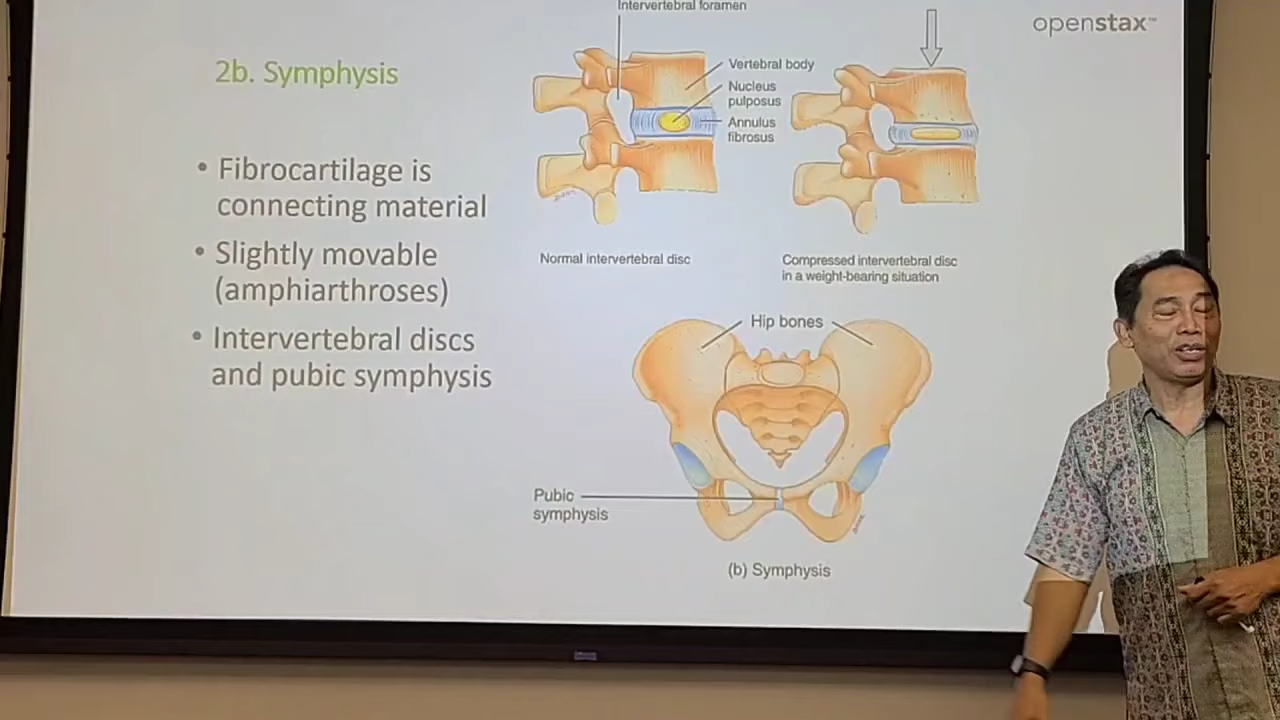 Intervertebral foramen
openstax™
2b. Symphysis
Vertebral body
Nucleus
pulposus
Annulus
fibrosus
• Fibrocartilage is
connecting material
• Slightly movable
(amphiarthroses)
• Intervertebral discs
and pubic symphysis
Normal intervertebral disc
Compressed intervertebral disc
in a weight-bearing situation
Hip bones
Pubic
symphysis
(b) Symphysis